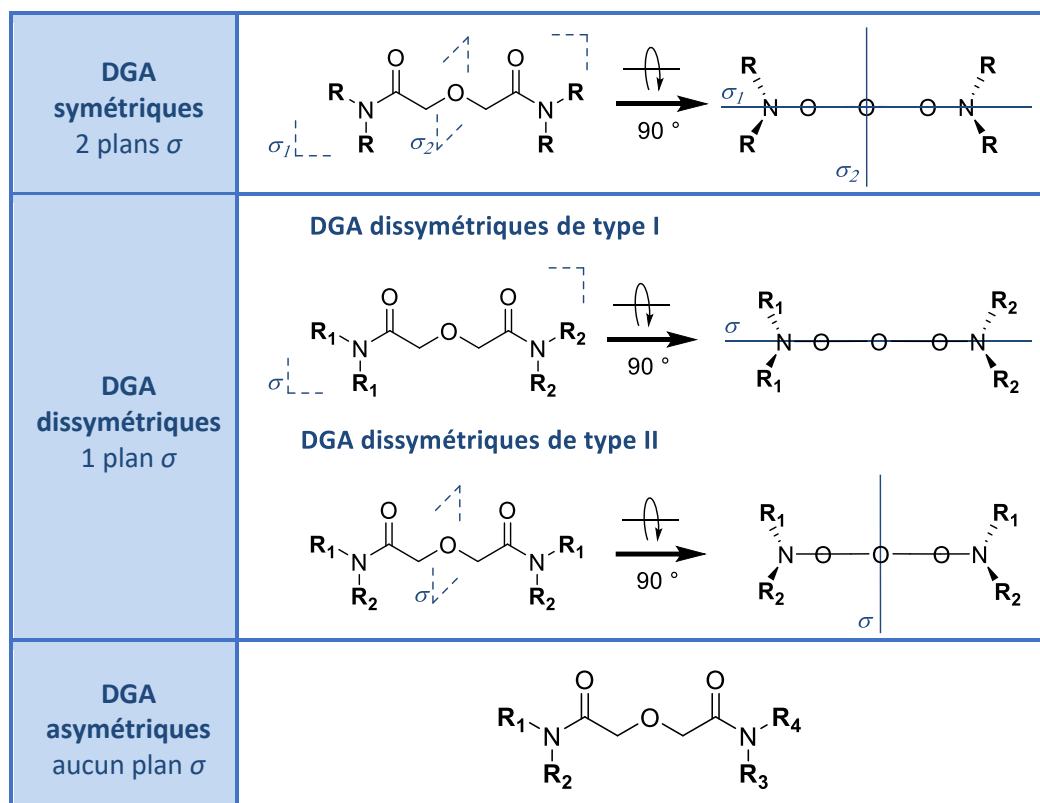 DGA
symétriques
2 plans σ
O O
R N O N R
R R
σ1 σ2
90 °
R R
σ1 N O O O N
R R
σ2
DGA
dissymétriques
1 plan σ
DGA dissymétriques de type I
O O
R1 N O N R2
R1 R2
σ
90 °
R1 R2
σ N O O O N
R1 R2
DGA dissymétriques de type II
O O
R1 N O N R1
R2 R2
σ
90 °
R1 R1
N O O O N
R2 R2
σ
DGA
asymétriques
aucun plan σ
O O
R1 N O N R4
R2 R3